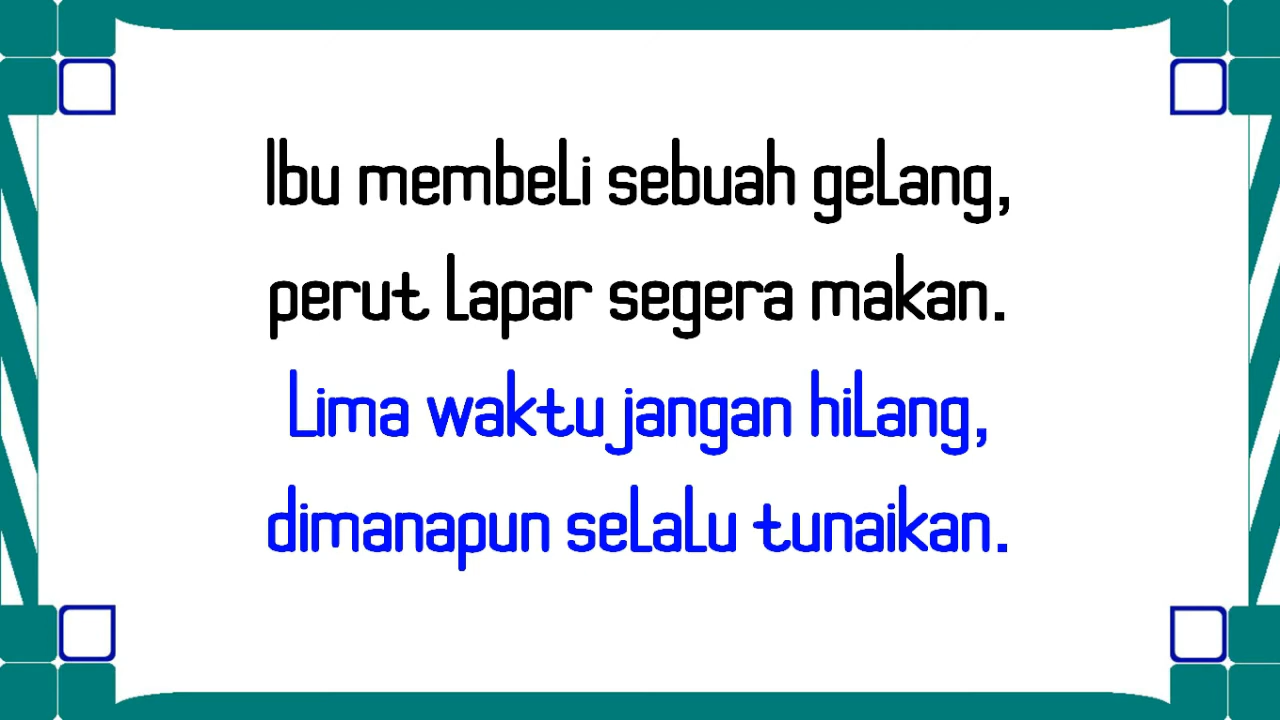 Ibu membeli sebuah gelang,
perut lapar segera makan.
Lima waktu jangan hilang,
dimanapun selalu tunaikan.